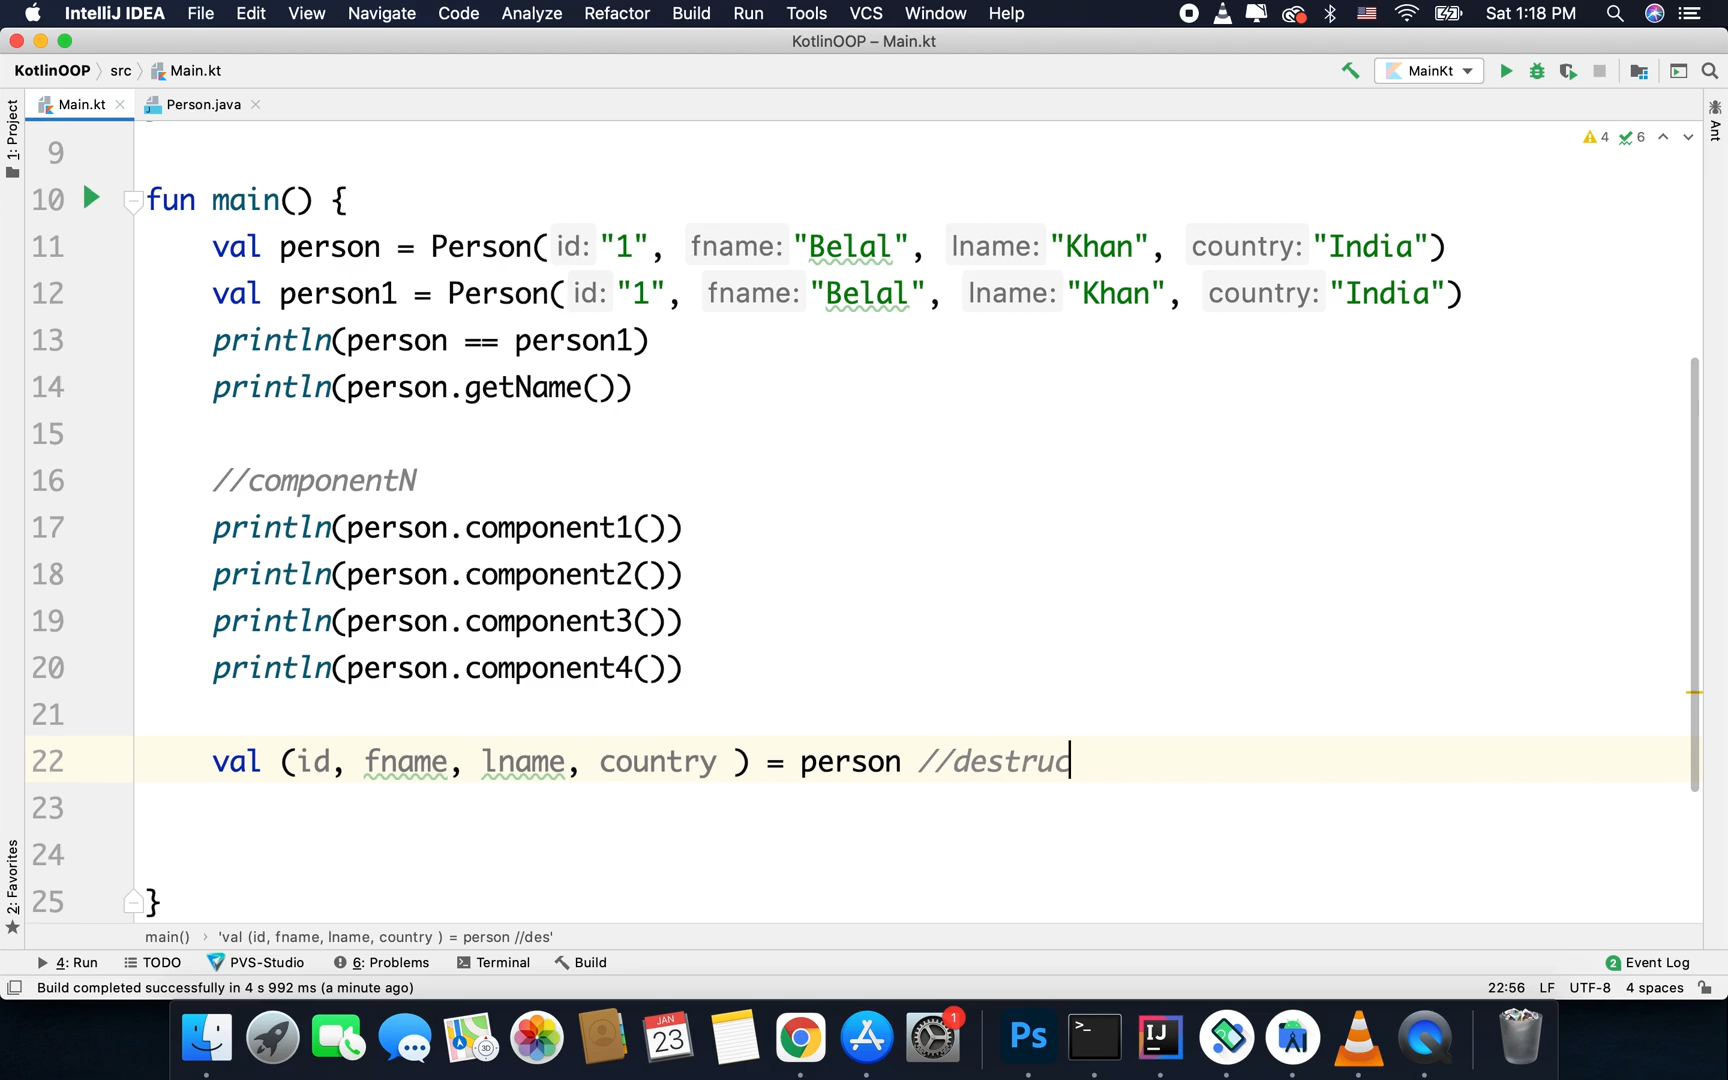 IntelliJ IDEA File Edit View Navigate Code Analyze Refactor Build Run Tools VCS Window Help Sat 1:18 PM
KotlinOOP – Main.kt
KotlinOOP src Main.kt MainKt
Main.kt Person.java
1: Project
Ant
4 6
9
10 fun main() {
11 val person = Person( id: "1", fname: "Belal", lname: "Khan", country: "India")
12 val person1 = Person( id: "1", fname: "Belal", lname: "Khan", country: "India")
13 println(person == person1)
14 println(person.getName())
15
16 //componentN
17 println(person.component1())
18 println(person.component2())
19 println(person.component3())
20 println(person.component4())
21
22 val (id, fname, lname, country ) = person //destruc
23
24
25 }
2: Favorites
main() › 'val (id, fname, lname, country ) = person //des'
4: Run TODO PVS-Studio 6: Problems Terminal Build 2 Event Log
Build completed successfully in 4 s 992 ms (a minute ago) 22:56 LF UTF-8 4 spaces
JAN
23
3D
1
Ps
IJ